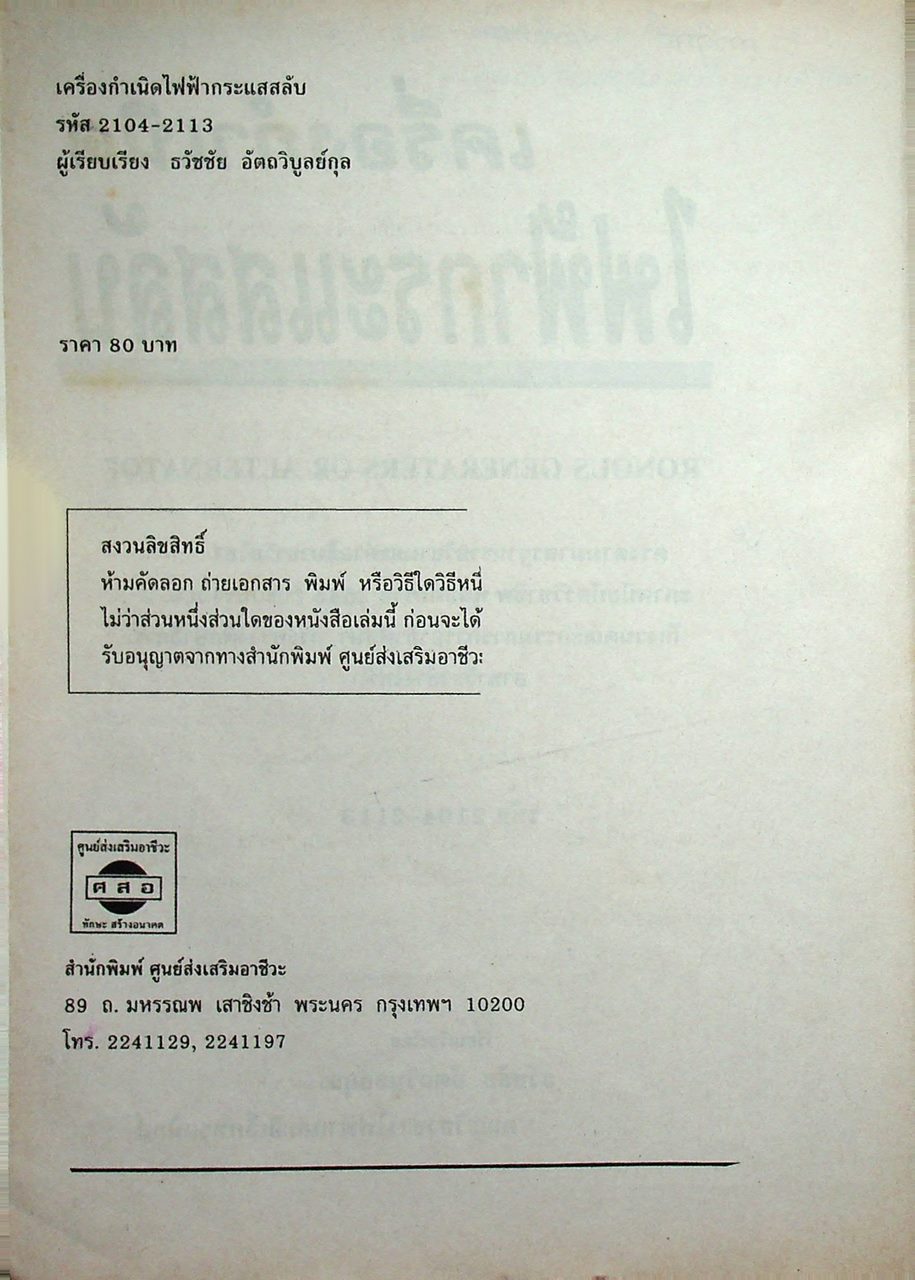 เครื่องกำเนิดไฟฟ้ากระแสสลับ
รหัส 2104-2113
ผู้เรียบเรียง ธวัชชัย อัตถวิบูลย์กุล
ราคา 80 บาท
สงวนลิขสิทธิ์
ห้ามคัดลอก ถ่ายเอกสาร พิมพ์ หรือวิธีใดวิธีหนึ่
ไม่ว่าส่วนหนึ่งส่วนใดของหนังสือเล่มนี้ ก่อนจะได้
รับอนุญาตจากทางสำนักพิมพ์ ศูนย์ส่งเสริมอาชีวะ
ศูนย์ส่งเสริมอาชีวะ
ศ ส อ
ทักษะ สร้างอนาคต
สำนักพิมพ์ ศูนย์ส่งเสริมอาชีวะ
89 ถ. มหรรณพ เสาชิงช้า พระนคร กรุงเทพฯ 10200
โทร. 2241129, 2241197